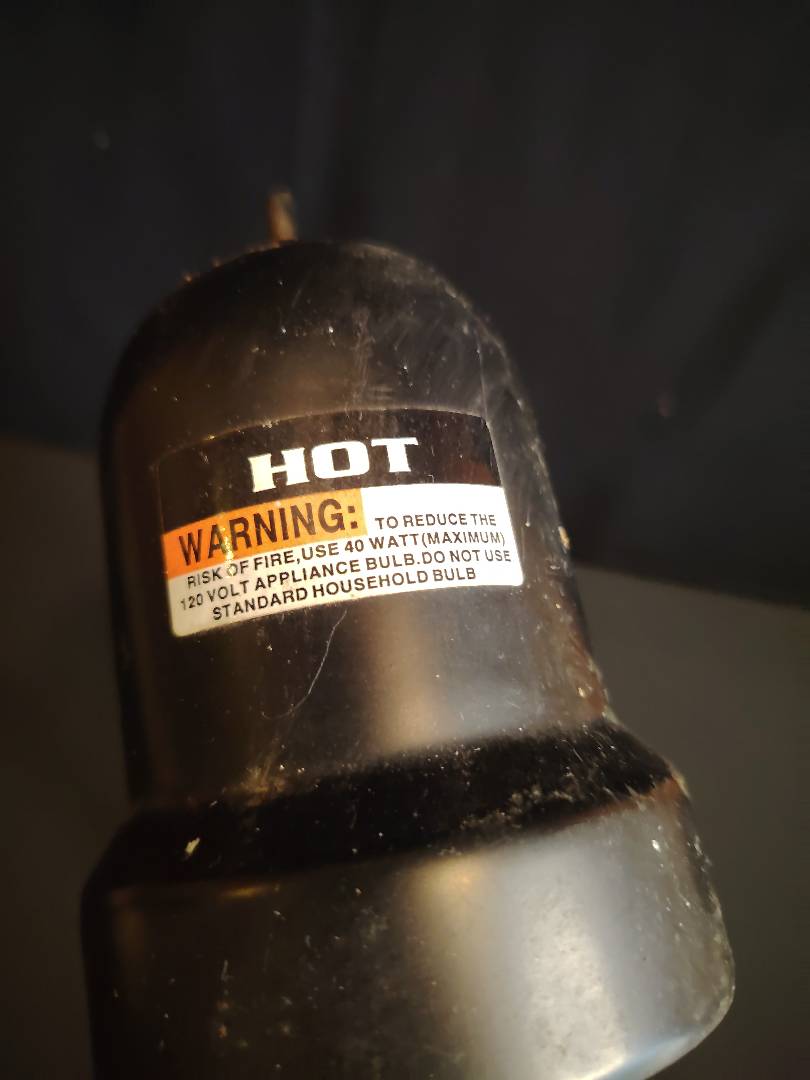 HOT
WARNING: TO REDUCE THE
RISK OF FIRE,USE 40 WATT(MAXIMUM)
120 VOLT APPLIANCE BULB.DO NOT USE
STANDARD HOUSEHOLD BULB